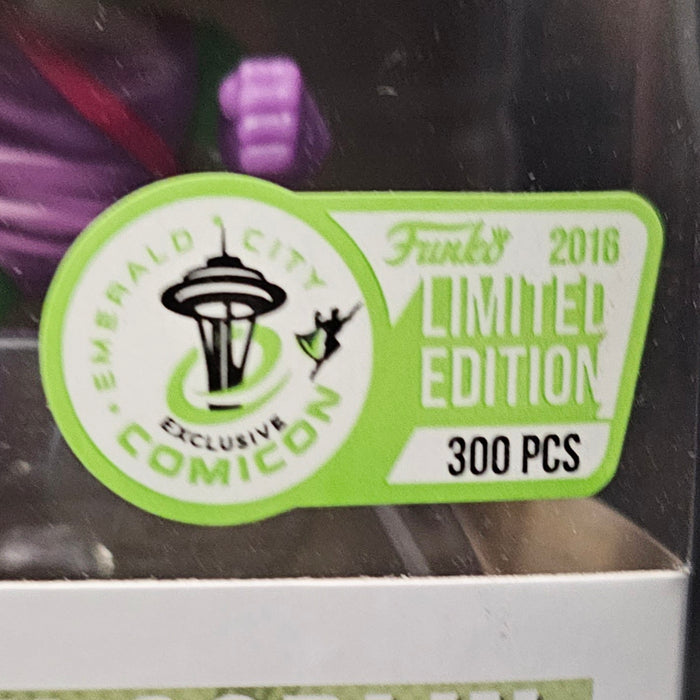 EMERALD CITY
EXCLUSIVE
COMICON
Funko 2016
LIMITED
EDITION
300 PCS